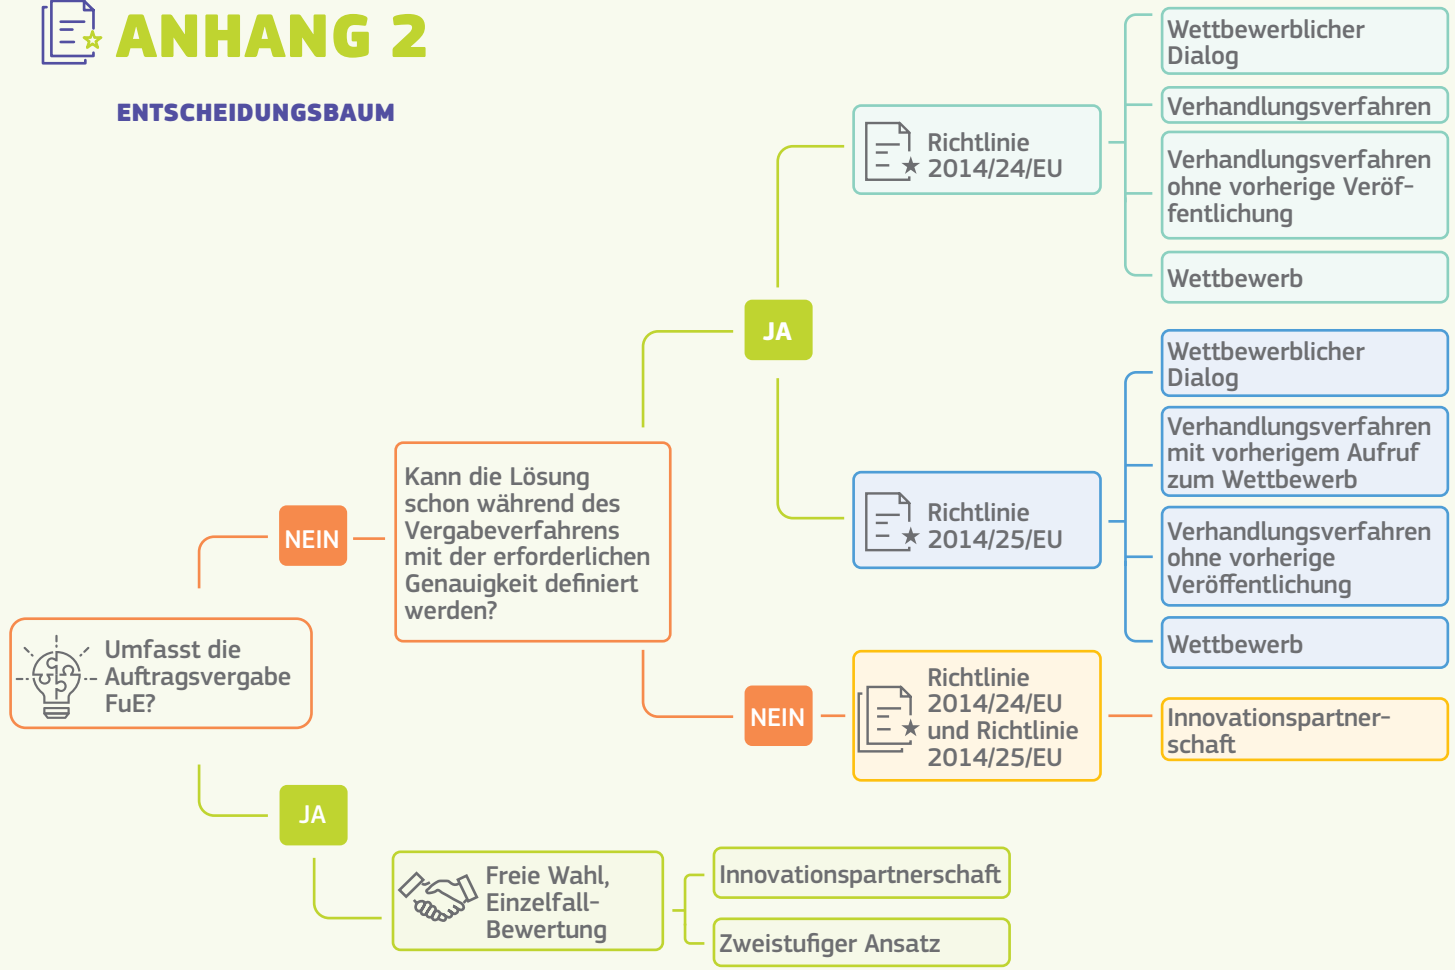 ANHANG 2
ENTSCHEIDUNGSBAUM
Umfasst die
Auftragsvergabe
FuE?
NEIN
Kann die Lösung
schon während des
Vergabeverfahrens
mit der erforderlichen
Genauigkeit definiert
werden?
JA
Richtlinie
2014/24/EU
Wettbewerblicher
Dialog
Verhandlungsverfahren
Verhandlungsverfahren
ohne vorherige Veröf-
fentlichung
Wettbewerb
Richtlinie
2014/25/EU
Wettbewerblicher
Dialog
Verhandlungsverfahren
mit vorherigem Aufruf
zum Wettbewerb
Verhandlungsverfahren
ohne vorherige
Veröffentlichung
Wettbewerb
NEIN
Richtlinie
2014/24/EU
und Richtlinie
2014/25/EU
Innovationspartner-
schaft
JA
Freie Wahl,
Einzelfall-
Bewertung
Innovationspartnerschaft
Zweistufiger Ansatz